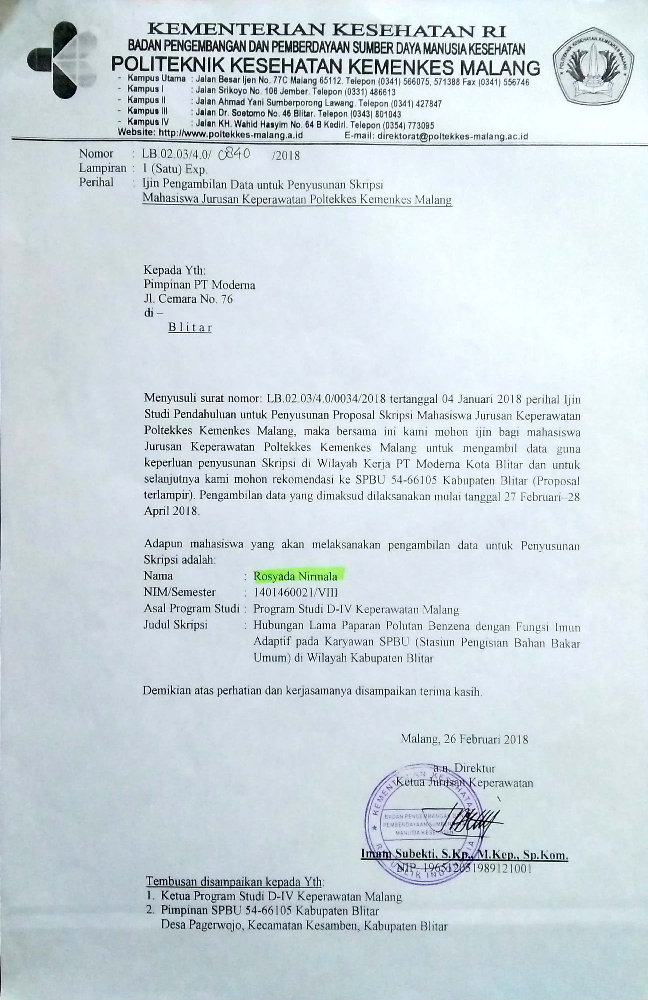 KEMENTERIAN KESEHATAN RI
BADAN PENGEMBANGAN DAN PEMBERDAYAAN SUMBER DAYA MANUSIA KESEHATAN
POLITEKNIK KESEHATAN KEMENKES MALANG
- Kampus Utama : Jalan Besar Ijen No. 77C Malang 65112. Telepon (0341) 566075, 571388 Fax (0341) 556746
- Kampus I : Jalan Srikoyo No. 106 Jember. Telepon (0331) 486613
- Kampus II : Jalan Ahmad Yani Sumberporong Lawang. Telepon (0341) 427847
- Kampus III : Jalan Dr. Soetomo No. 46 Blitar. Telepon (0343) 801043
- Kampus IV : Jalan KH. Wahid Hasyim No. 64 B Kediri. Telepon (0354) 773095
Website: http://www.poltekkes-malang.a.id E-mail: direktorat@poltekkes-malang.ac.id
POLITEKNIK KESEHATAN KEMENKES MALANG
Nomor : LB.02.03/4.0/ 0840 /2018
Lampiran : 1 (Satu) Exp.
Perihal : Ijin Pengambilan Data untuk Penyusunan Skripsi
Mahasiswa Jurusan Keperawatan Poltekkes Kemenkes Malang
Kepada Yth:
Pimpinan PT Moderna
Jl. Cemara No. 76
di –
B l i t a r
Menyusuli surat nomor: LB.02.03/4.0/0034/2018 tertanggal 04 Januari 2018 perihal Ijin
Studi Pendahuluan untuk Penyusunan Proposal Skripsi Mahasiswa Jurusan Keperawatan
Poltekkes Kemenkes Malang, maka bersama ini kami mohon ijin bagi mahasiswa
Jurusan Keperawatan Poltekkes Kemenkes Malang untuk mengambil data guna
keperluan penyusunan Skripsi di Wilayah Kerja PT Moderna Kota Blitar dan untuk
selanjutnya kami mohon rekomendasi ke SPBU 54-66105 Kabupaten Blitar (Proposal
terlampir). Pengambilan data yang dimaksud dilaksanakan mulai tanggal 27 Februari–28
April 2018.
Adapun mahasiswa yang akan melaksanakan pengambilan data untuk Penyusunan
Skripsi adalah:
Nama : Rosyada Nirmala
NIM/Semester : 1401460021/VIII
Asal Program Studi : Program Studi D-IV Keperawatan Malang
Judul Skripsi : Hubungan Lama Paparan Polutan Benzena dengan Fungsi Imun
Adaptif pada Karyawan SPBU (Stasiun Pengisian Bahan Bakar
Umum) di Wilayah Kabupaten Blitar
Demikian atas perhatian dan kerjasamanya disampaikan terima kasih.
Malang, 26 Februari 2018
a.n. Direktur
Ketua Jurusan Keperawatan
BADAN PENGEMBANGAN
PEMBERDAYAAN SUMBER
MANUSIA KESEHATAN
Imam Subekti, S.Kp., M.Kep., Sp.Kom.
NIP 196512051989121001
Tembusan disampaikan kepada Yth:
1. Ketua Program Studi D-IV Keperawatan Malang
2. Pimpinan SPBU 54-66105 Kabupaten Blitar
Desa Pagerwojo, Kecamatan Kesamben, Kabupaten Blitar